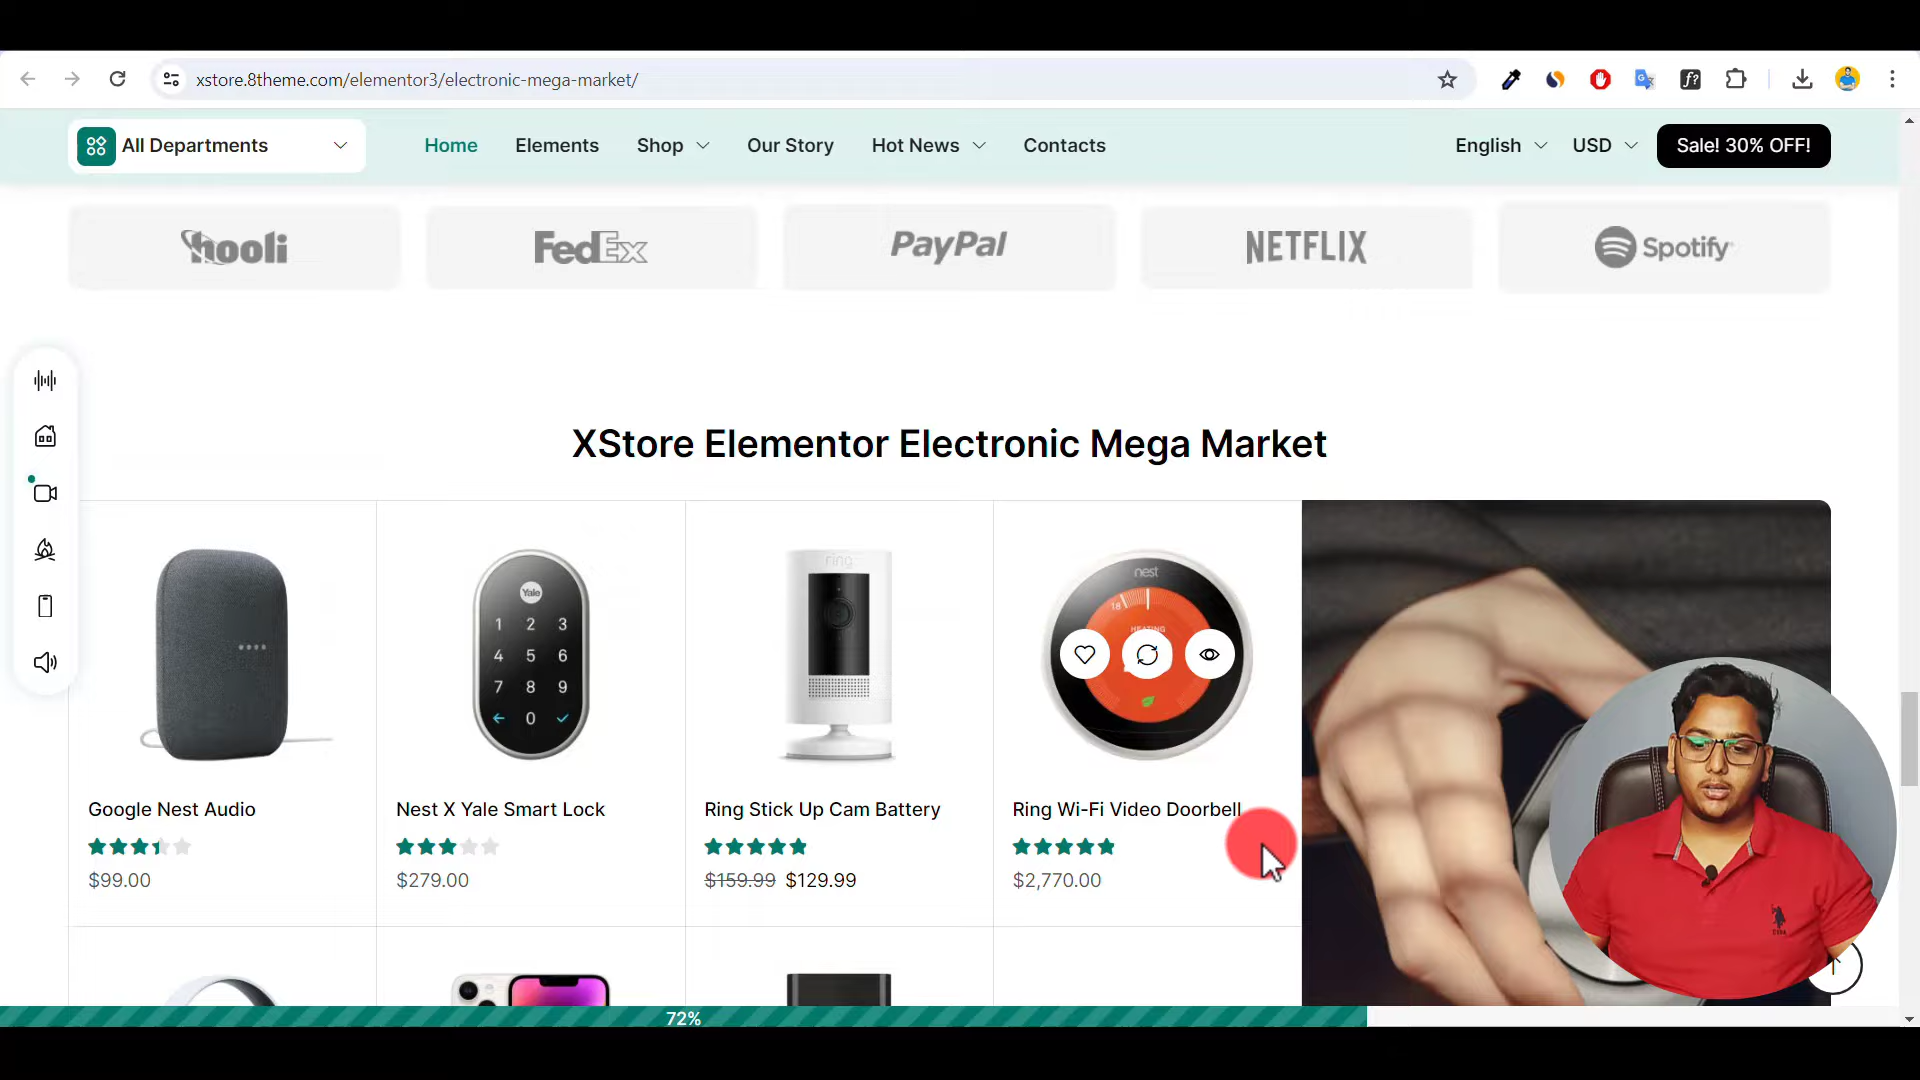 xstore.8theme.com/elementor3/electronic-mega-market/
All Departments
Home
Elements
Shop
Our Story
Hot News
Contacts
English
USD
Sale! 30% OFF!
hooli
FedEx
PayPal
NETFLIX
Spotify
XStore Elementor Electronic Mega Market
Yale
1 2 3
4 5 6
7 8 9
0
ring
nest
18
HEATING
Google Nest Audio
Nest X Yale Smart Lock
Ring Stick Up Cam Battery
Ring Wi-Fi Video Doorbell
$99.00
$279.00
$159.99 $129.99
$2,770.00
72%